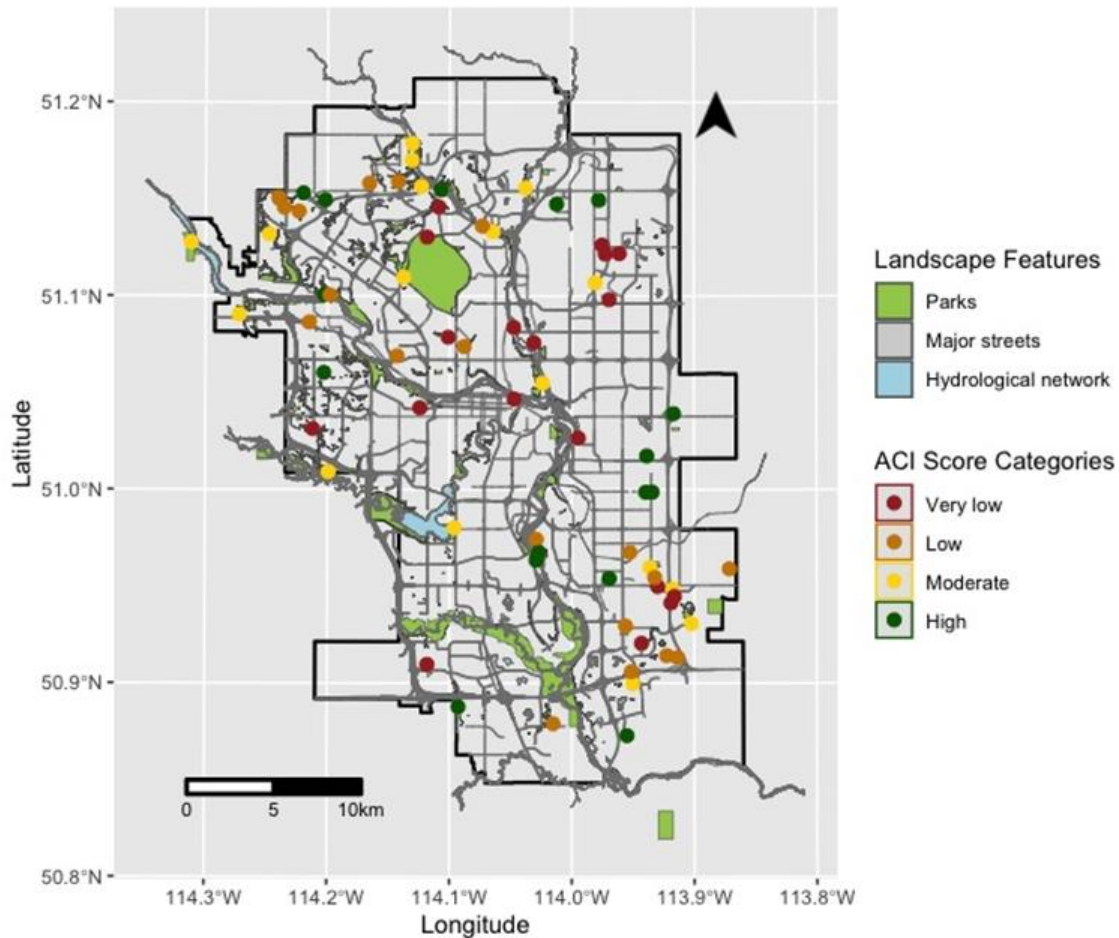 51.2°N
51.1°N
51.0°N
50.9°N
50.8°N
Latitude
0 5 10km
114.3°W 114.2°W 114.1°W 114.0°W 113.9°W 113.8°W
Longitude
Landscape Features
Parks
Major streets
Hydrological network
ACI Score Categories
Very low
Low
Moderate
High